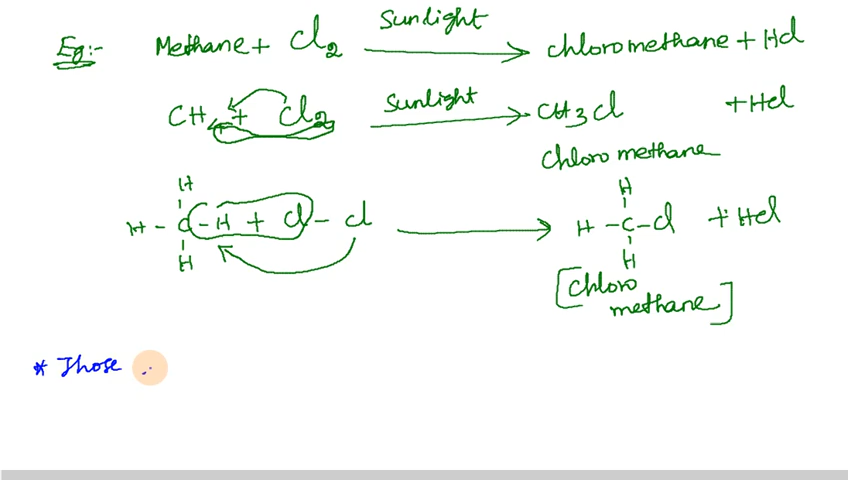 Eg:- Methane + Cl2 Sunlight chloromethane + Hcl
CH4 + Cl2 Sunlight CH3Cl + Hcl
Chloro methane
H H
H - C - H + Cl - Cl H - C - Cl + Hcl
H H
[Chloro
methane]
* Those